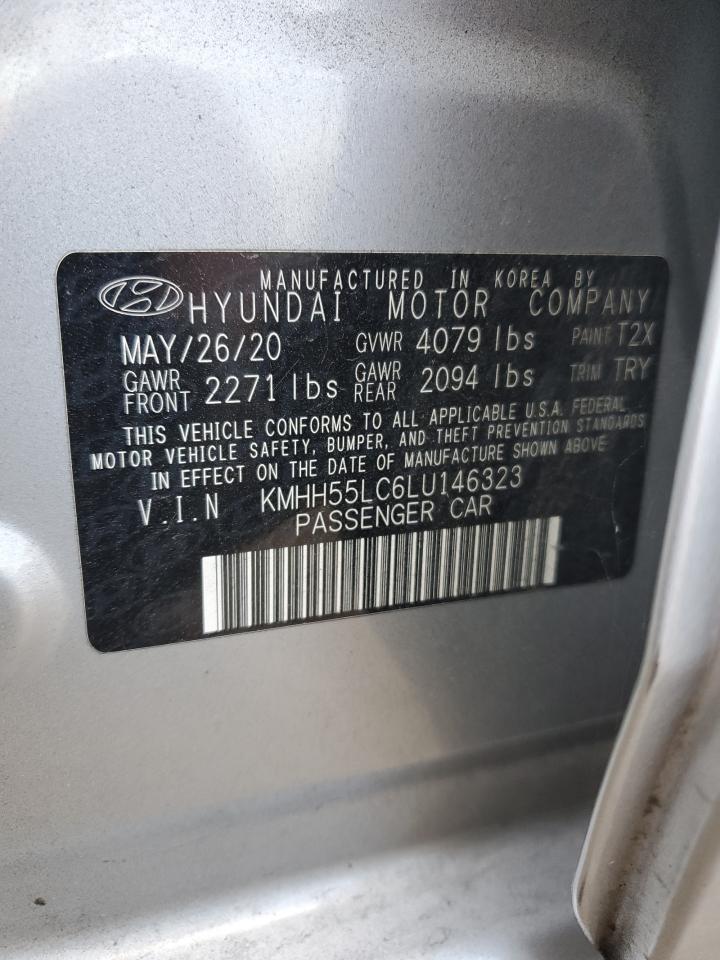 MANUFACTURED IN KOREA BY
HYUNDAI MOTOR COMPANY
MAY/26/20 GVWR 4079 lbs PAINT T2X
GAWR FRONT 2271 lbs GAWR REAR 2094 lbs TRIM TRY
THIS VEHICLE CONFORMS TO ALL APPLICABLE U.S.A. FEDERAL
MOTOR VEHICLE SAFETY, BUMPER, AND THEFT PREVENTION STANDARDS
IN EFFECT ON THE DATE OF MANUFACTURE SHOWN ABOVE
V.I.N KMHH55LC6LU146323
PASSENGER CAR